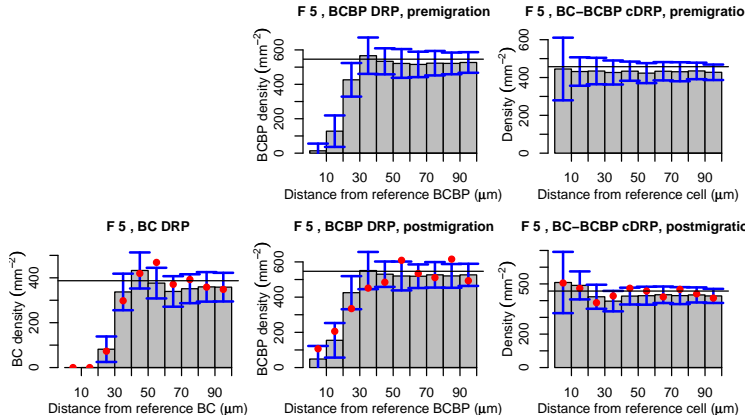 F 5 , BCBP DRP, premigration
F 5 , BC−BCBP cDRP, premigratio
BCBP density (mm⁻²)
0 200 400 600
10 30 50 70 90
Distance from reference BCBP (μm)
Density (mm⁻²)
0 200 400 600
10 30 50 70 90
Distance from reference cell (μm)
F 5 , BC DRP
F 5 , BCBP DRP, postmigration
F 5 , BC−BCBP cDRP, postmigratio
BC density (mm⁻²)
0 200 400
10 30 50 70 90
Distance from reference BC (μm)
BCBP density (mm⁻²)
0 200 400 600
10 30 50 70 90
Distance from reference BCBP (μm)
Density (mm⁻²)
0 200 500
10 30 50 70 90
Distance from reference cell (μm)